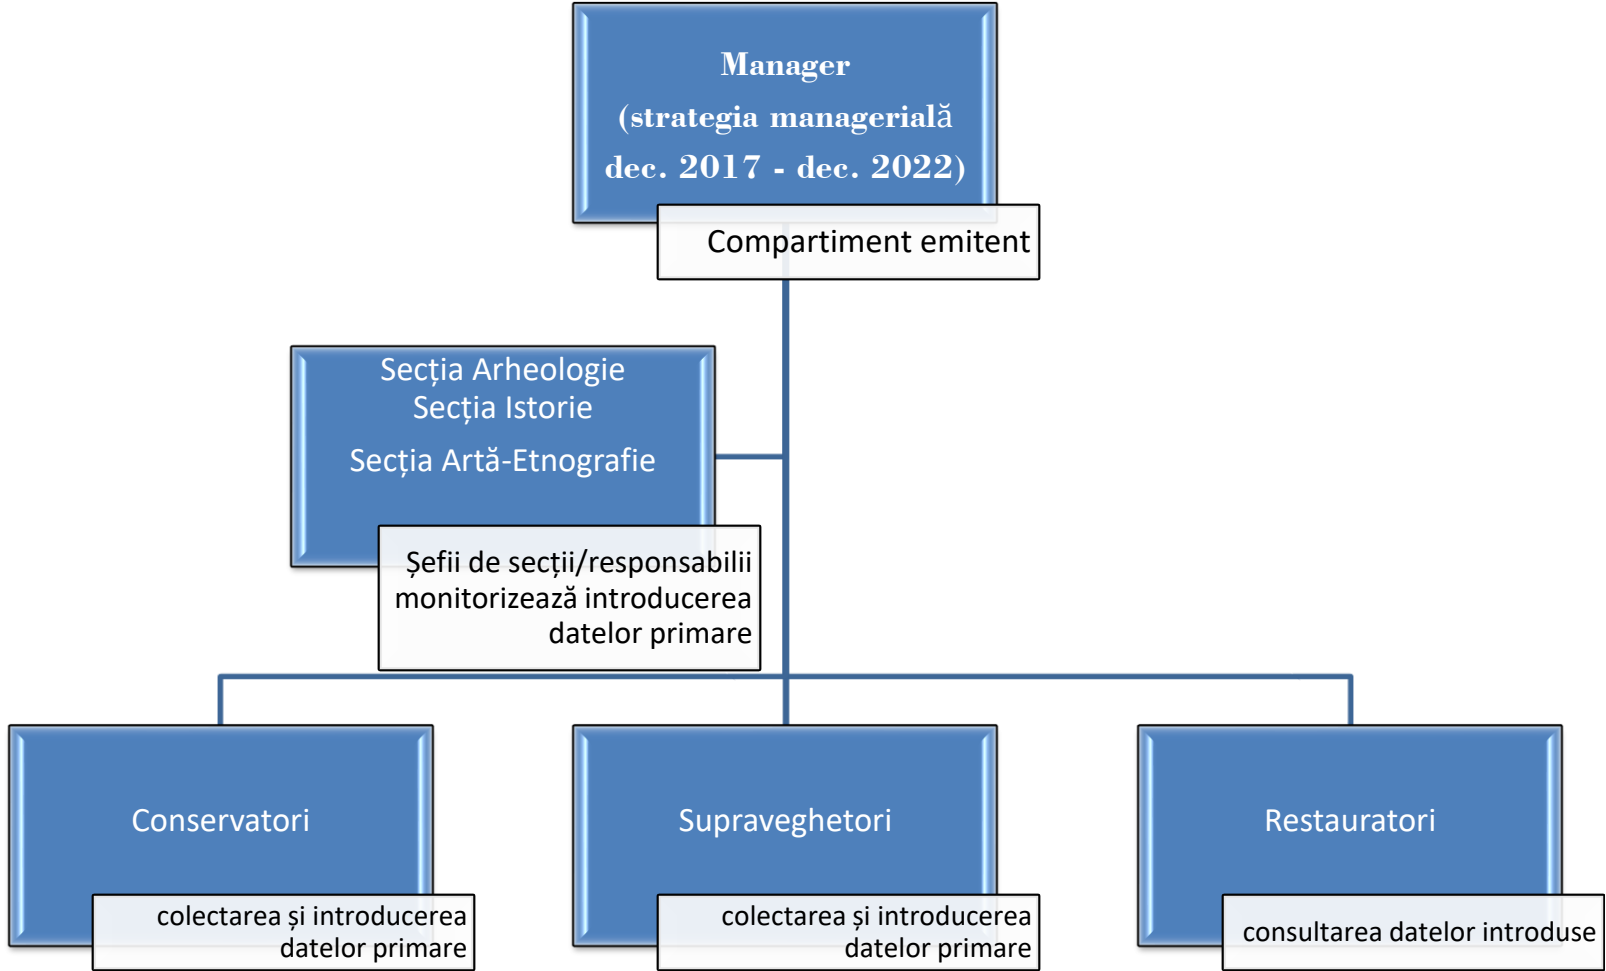 Manager
(strategia managerială
dec. 2017 - dec. 2022)
Compartiment emitent
Secția Arheologie
Secția Istorie
Secția Artă-Etnografie
Șefii de secții/responsabilii
monitorizează introducerea
datelor primare
Conservatori
colectarea și introducerea
datelor primare
Supraveghetori
colectarea și introducerea
datelor primare
Restauratori
consultarea datelor introduse